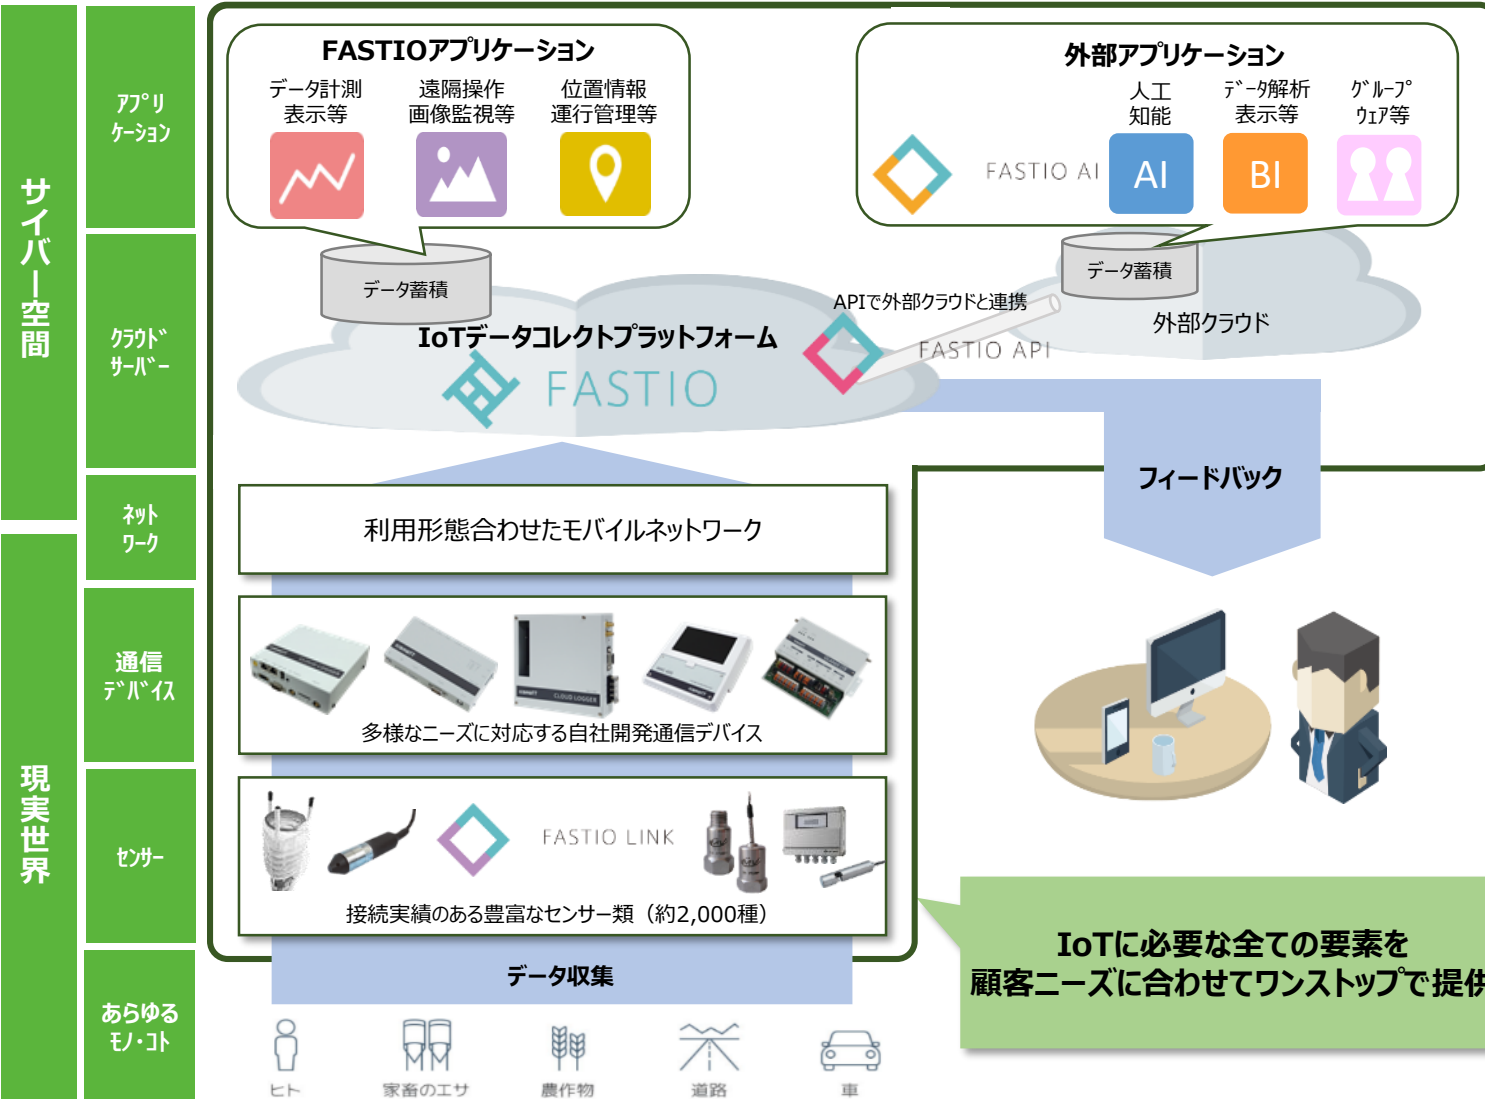 サイバー空間
現実世界
ｱﾌﾟﾘ
ｹｰｼｮﾝ
ｸﾗｳﾄﾞ
ｻｰﾊﾞｰ
ﾈｯﾄ
ﾜｰｸ
通信
ﾃﾞﾊﾞｲｽ
ｾﾝｻｰ
あらゆる
ﾓﾉ･ｺﾄ
FASTIOアプリケーション
データ計測
表示等
遠隔操作
画像監視等
位置情報
運行管理等
外部アプリケーション
人工
知能
ﾃﾞｰﾀ解析
表示等
ｸﾞﾙｰﾌﾟ
ｳｪｱ等
FASTIO AI
AI
BI
データ蓄積
データ蓄積
APIで外部クラウドと連携
外部クラウド
IoTデータコレクトプラットフォーム
FASTIO API
FASTIO
フィードバック
利用形態合わせたモバイルネットワーク
CLOUD LOGGER
多様なニーズに対応する自社開発通信デバイス
FASTIO LINK
接続実績のある豊富なセンサー類（約2,000種）
IoTに必要な全ての要素を
顧客ニーズに合わせてワンストップで提供
データ収集
ヒト
家畜のエサ
農作物
道路
車